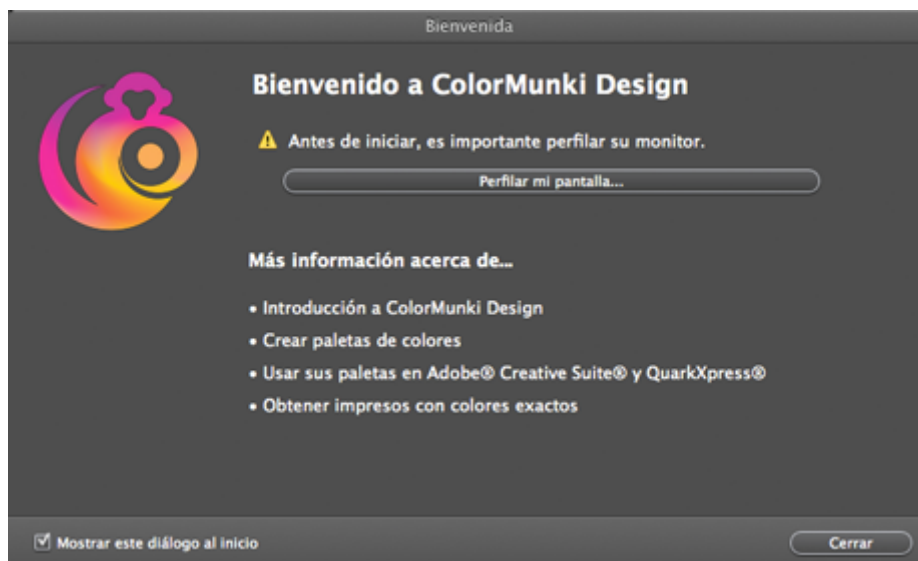 Bienvenida
Bienvenido a ColorMunki Design
Antes de iniciar, es importante perfilar su monitor.
Perfilar mi pantalla...
Más información acerca de...
• Introducción a ColorMunki Design
• Crear paletas de colores
• Usar sus paletas en Adobe® Creative Suite® y QuarkXpress®
• Obtener impresos con colores exactos
Mostrar este diálogo al inicio
Cerrar